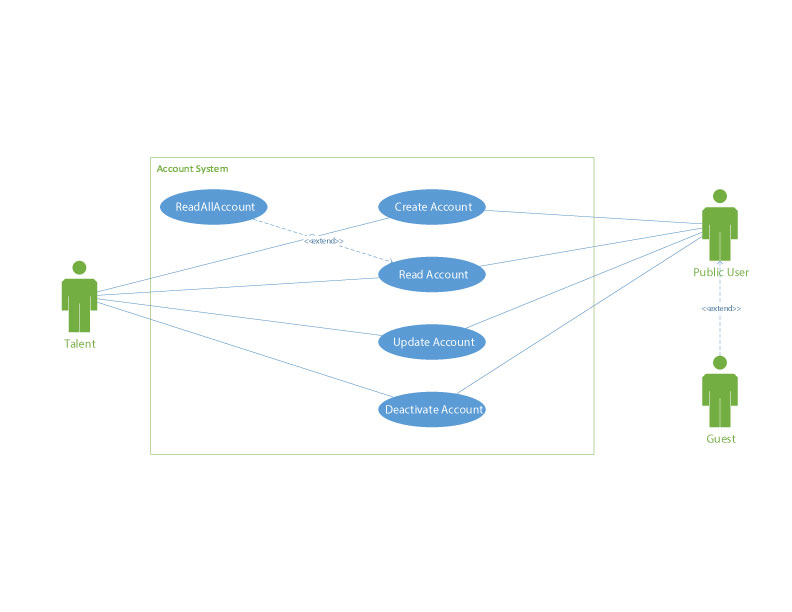 Account System
ReadAllAccount
Create Account
<<extend>>
Read Account
Public User
<<extend>>
Talent
Update Account
Deactivate Account
Guest